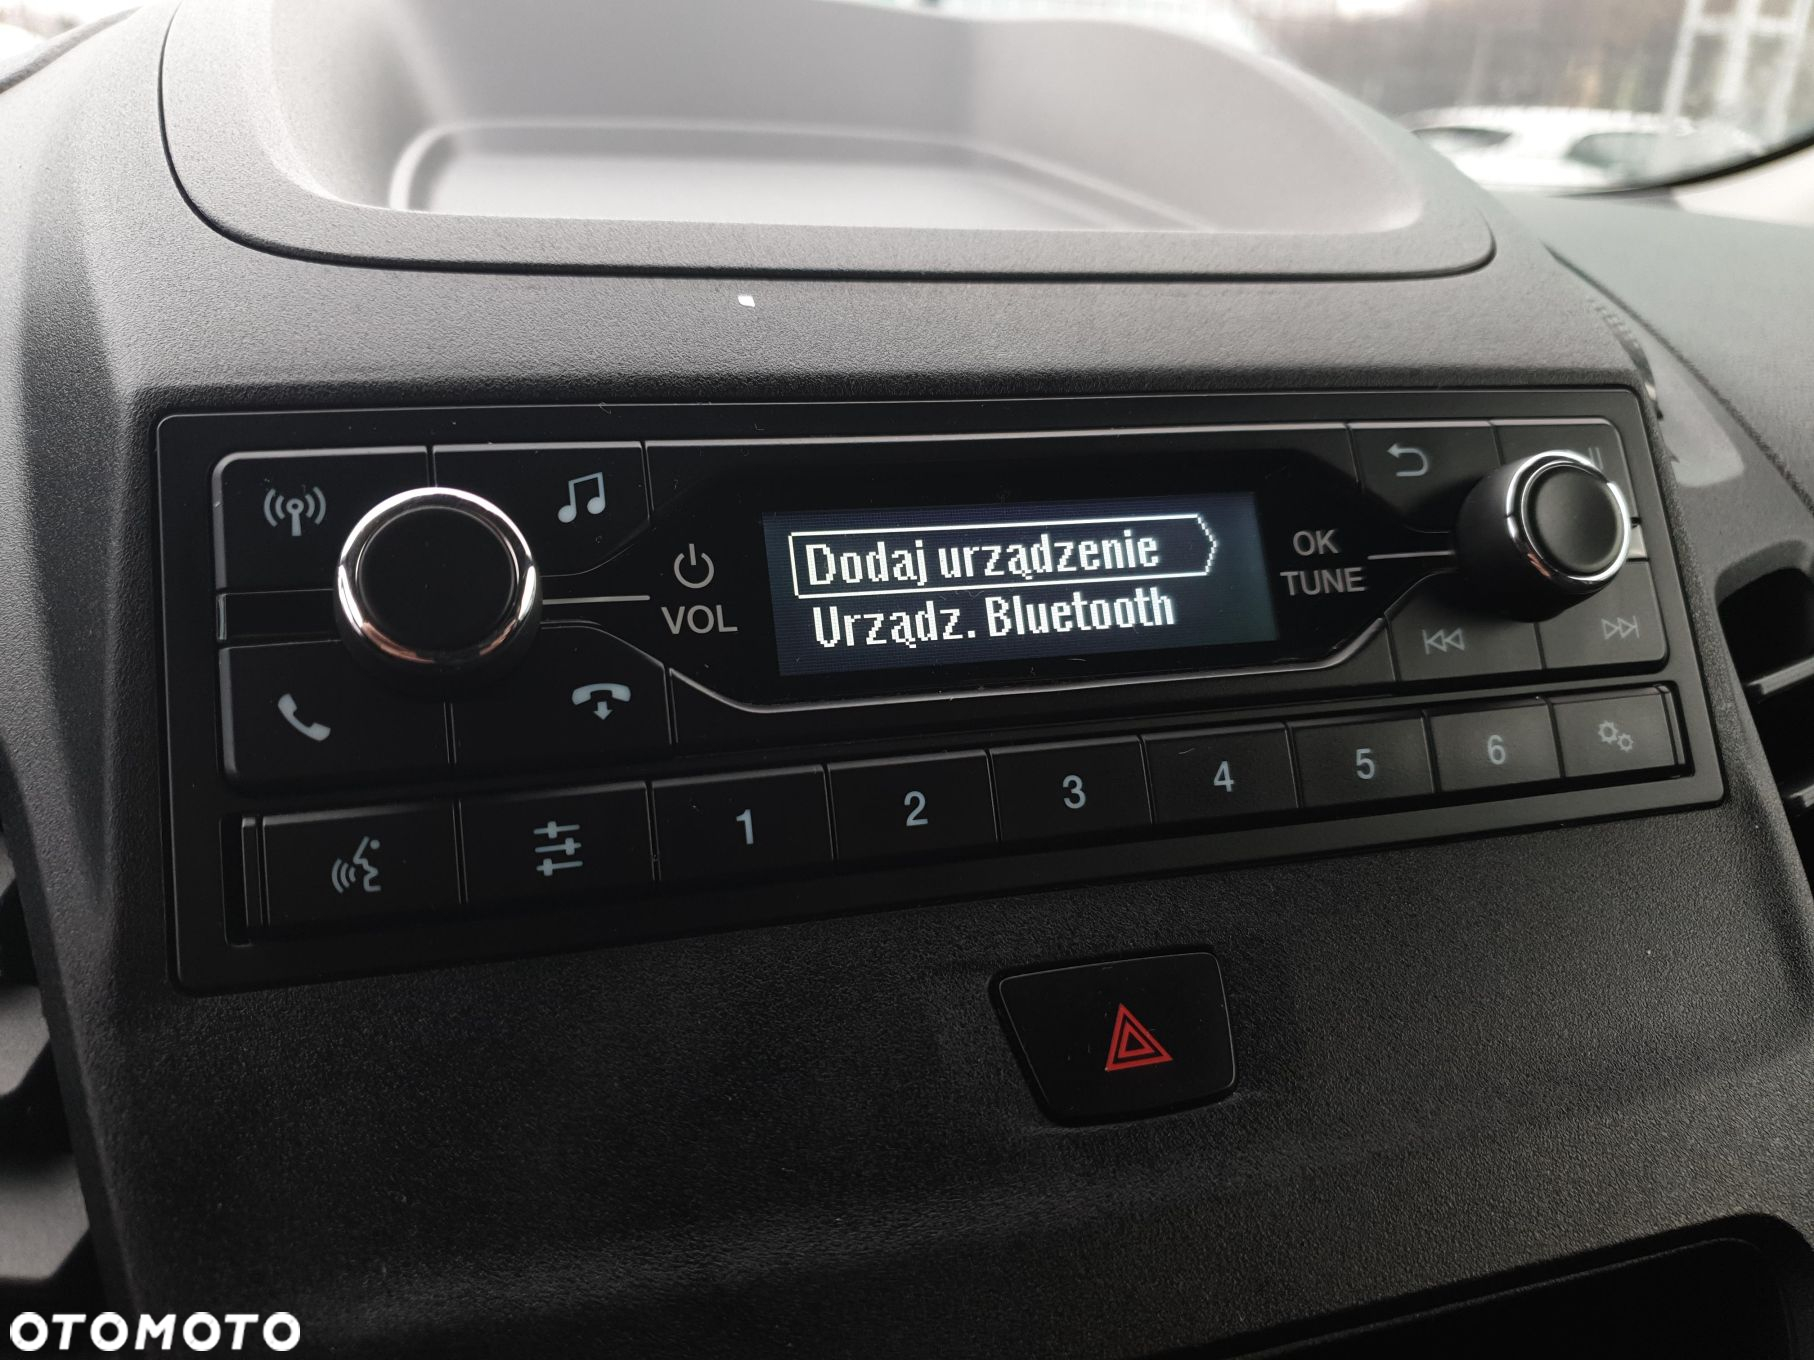 Dodaj urządzenie
Urządz. Bluetooth
VOL
OK
TUNE
1 2 3 4 5 6
OTOMOTO